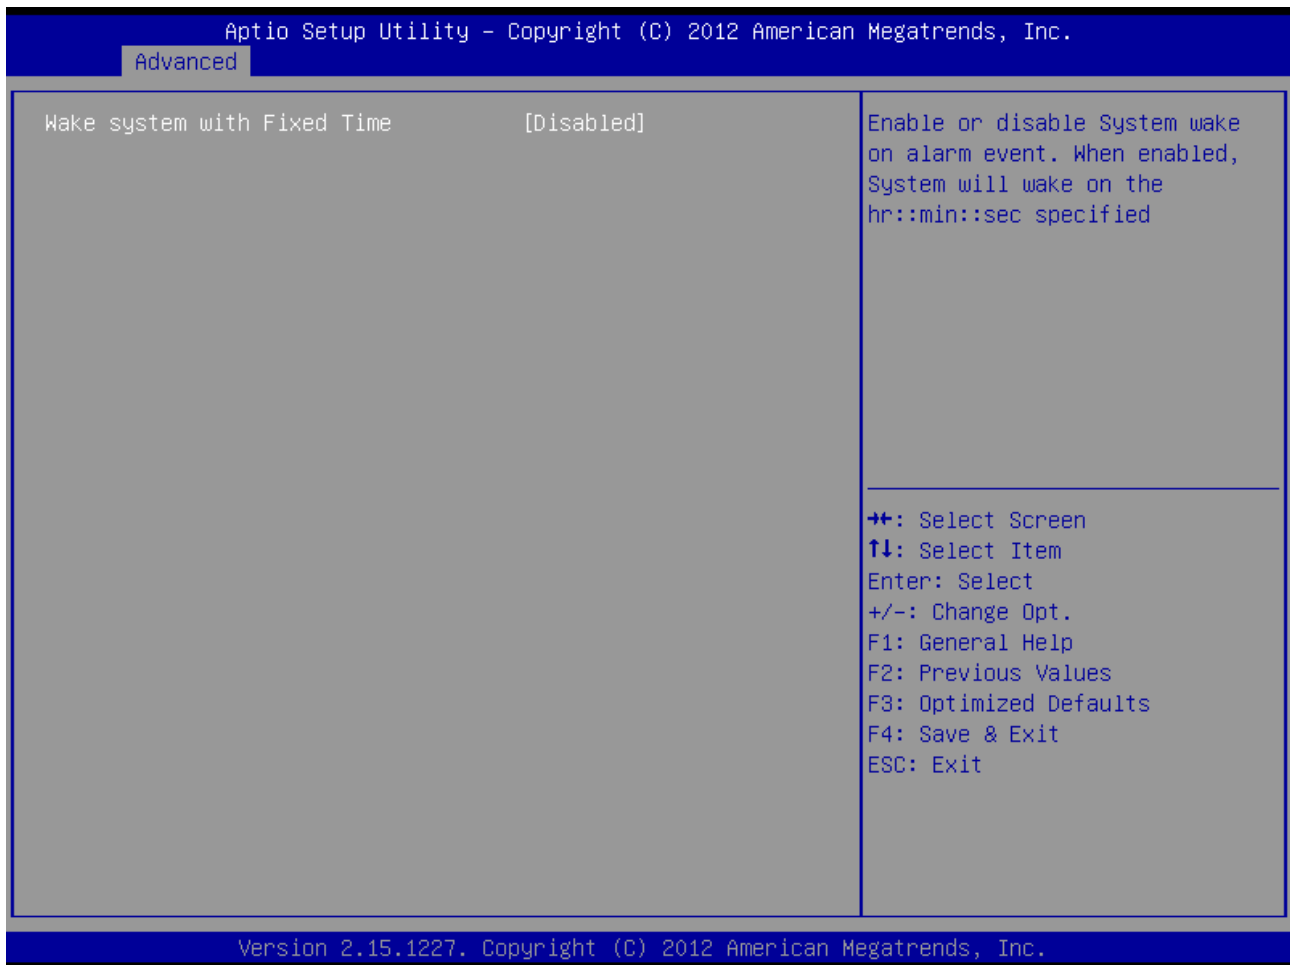 Aptio Setup Utility – Copyright (C) 2012 American Megatrends, Inc.
Advanced
Wake system with Fixed Time [Disabled]
Enable or disable System wake
on alarm event. When enabled,
System will wake on the
hr::min::sec specified
→←: Select Screen
↑↓: Select Item
Enter: Select
+/-: Change Opt.
F1: General Help
F2: Previous Values
F3: Optimized Defaults
F4: Save & Exit
ESC: Exit
Version 2.15.1227. Copyright (C) 2012 American Megatrends, Inc.